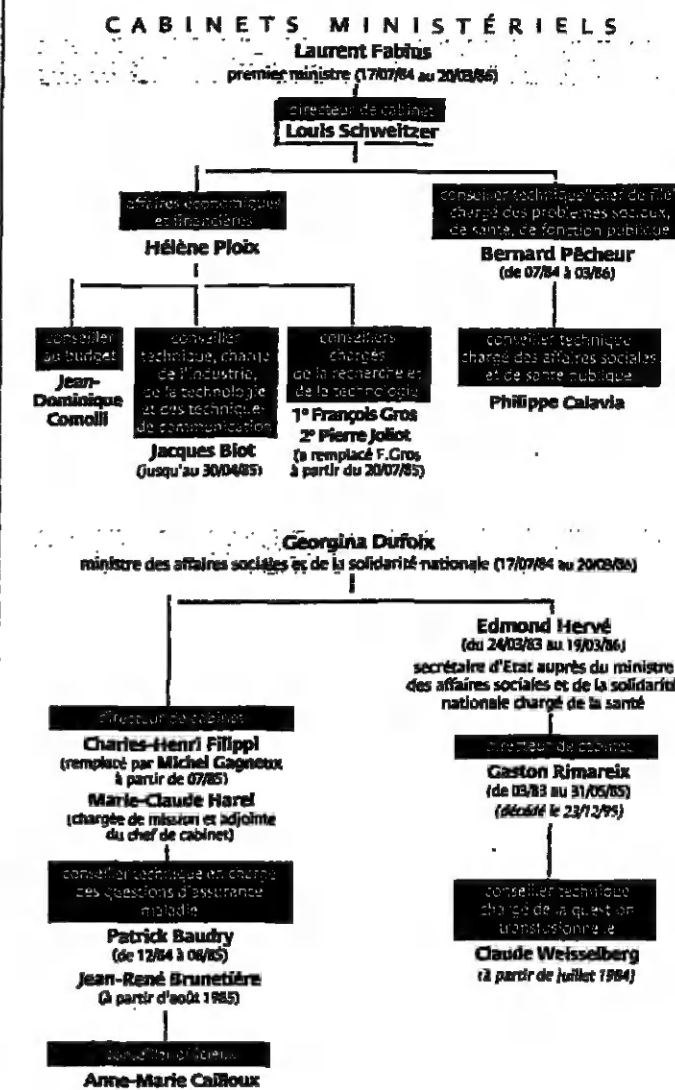 CABINETS MINISTÉRIELS
Laurent Fabius
premier ministre (17/07/84 au 20/03/86)
directeur de cabinet
Louis Schweitzer
affaires économiques
et financières
Hélène Ploix
conseiller technique "chef de file"
chargé des problèmes sociaux,
de santé, de fonction publique
Bernard Pêcheur
(de 07/84 à 03/86)
conseiller
au budget
Jean-
Dominique
Comolli
conseiller
technique, chargé
de l'industrie,
de la technologie
et des techniques
de communication
Jacques Biot
(jusqu'au 30/04/85)
conseillers
chargés
de la recherche et
de la technologie
1° François Gros
2° Pierre Joliot
(a remplacé F.Gros
à partir du 20/07/85)
conseiller technique
chargé des affaires sociales
et de santé publique
Philippe Calavia
Georgina Dufoix
ministre des affaires sociales et de la solidarité nationale (17/07/84 au 20/03/86)
Edmond Hervé
(du 24/03/83 au 19/03/86)
secrétaire d'Etat auprès du ministre
des affaires sociales et de la solidarité
nationale chargé de la santé
directeur de cabinet
Charles-Henri Filippi
(remplacé par Michel Gagneux
à partir de 07/85)
Marie-Claude Harel
(chargée de mission et adjointe
du chef de cabinet)
directeur de cabinet
Gaston Rimareix
(de 03/83 au 31/05/85)
(décédé le 23/12/95)
conseiller technique en charge
des questions d'assurance
maladie
Patrick Baudry
(de 12/84 à 08/85)
Jean-René Brunetière
(à partir d'août 1985)
conseiller technique
chargé de la question
transfusionnelle
Claude Weisselberg
(à partir de juillet 1984)
conseiller officieux
Anne-Marie Cailloux